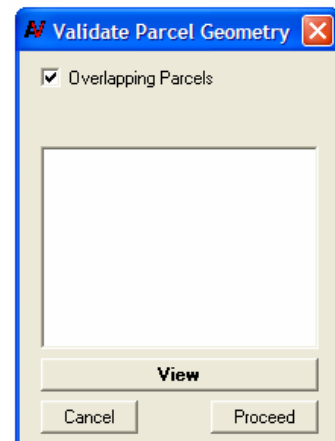 Validate Parcel Geometry
Overlapping Parcels
View
Cancel Proceed